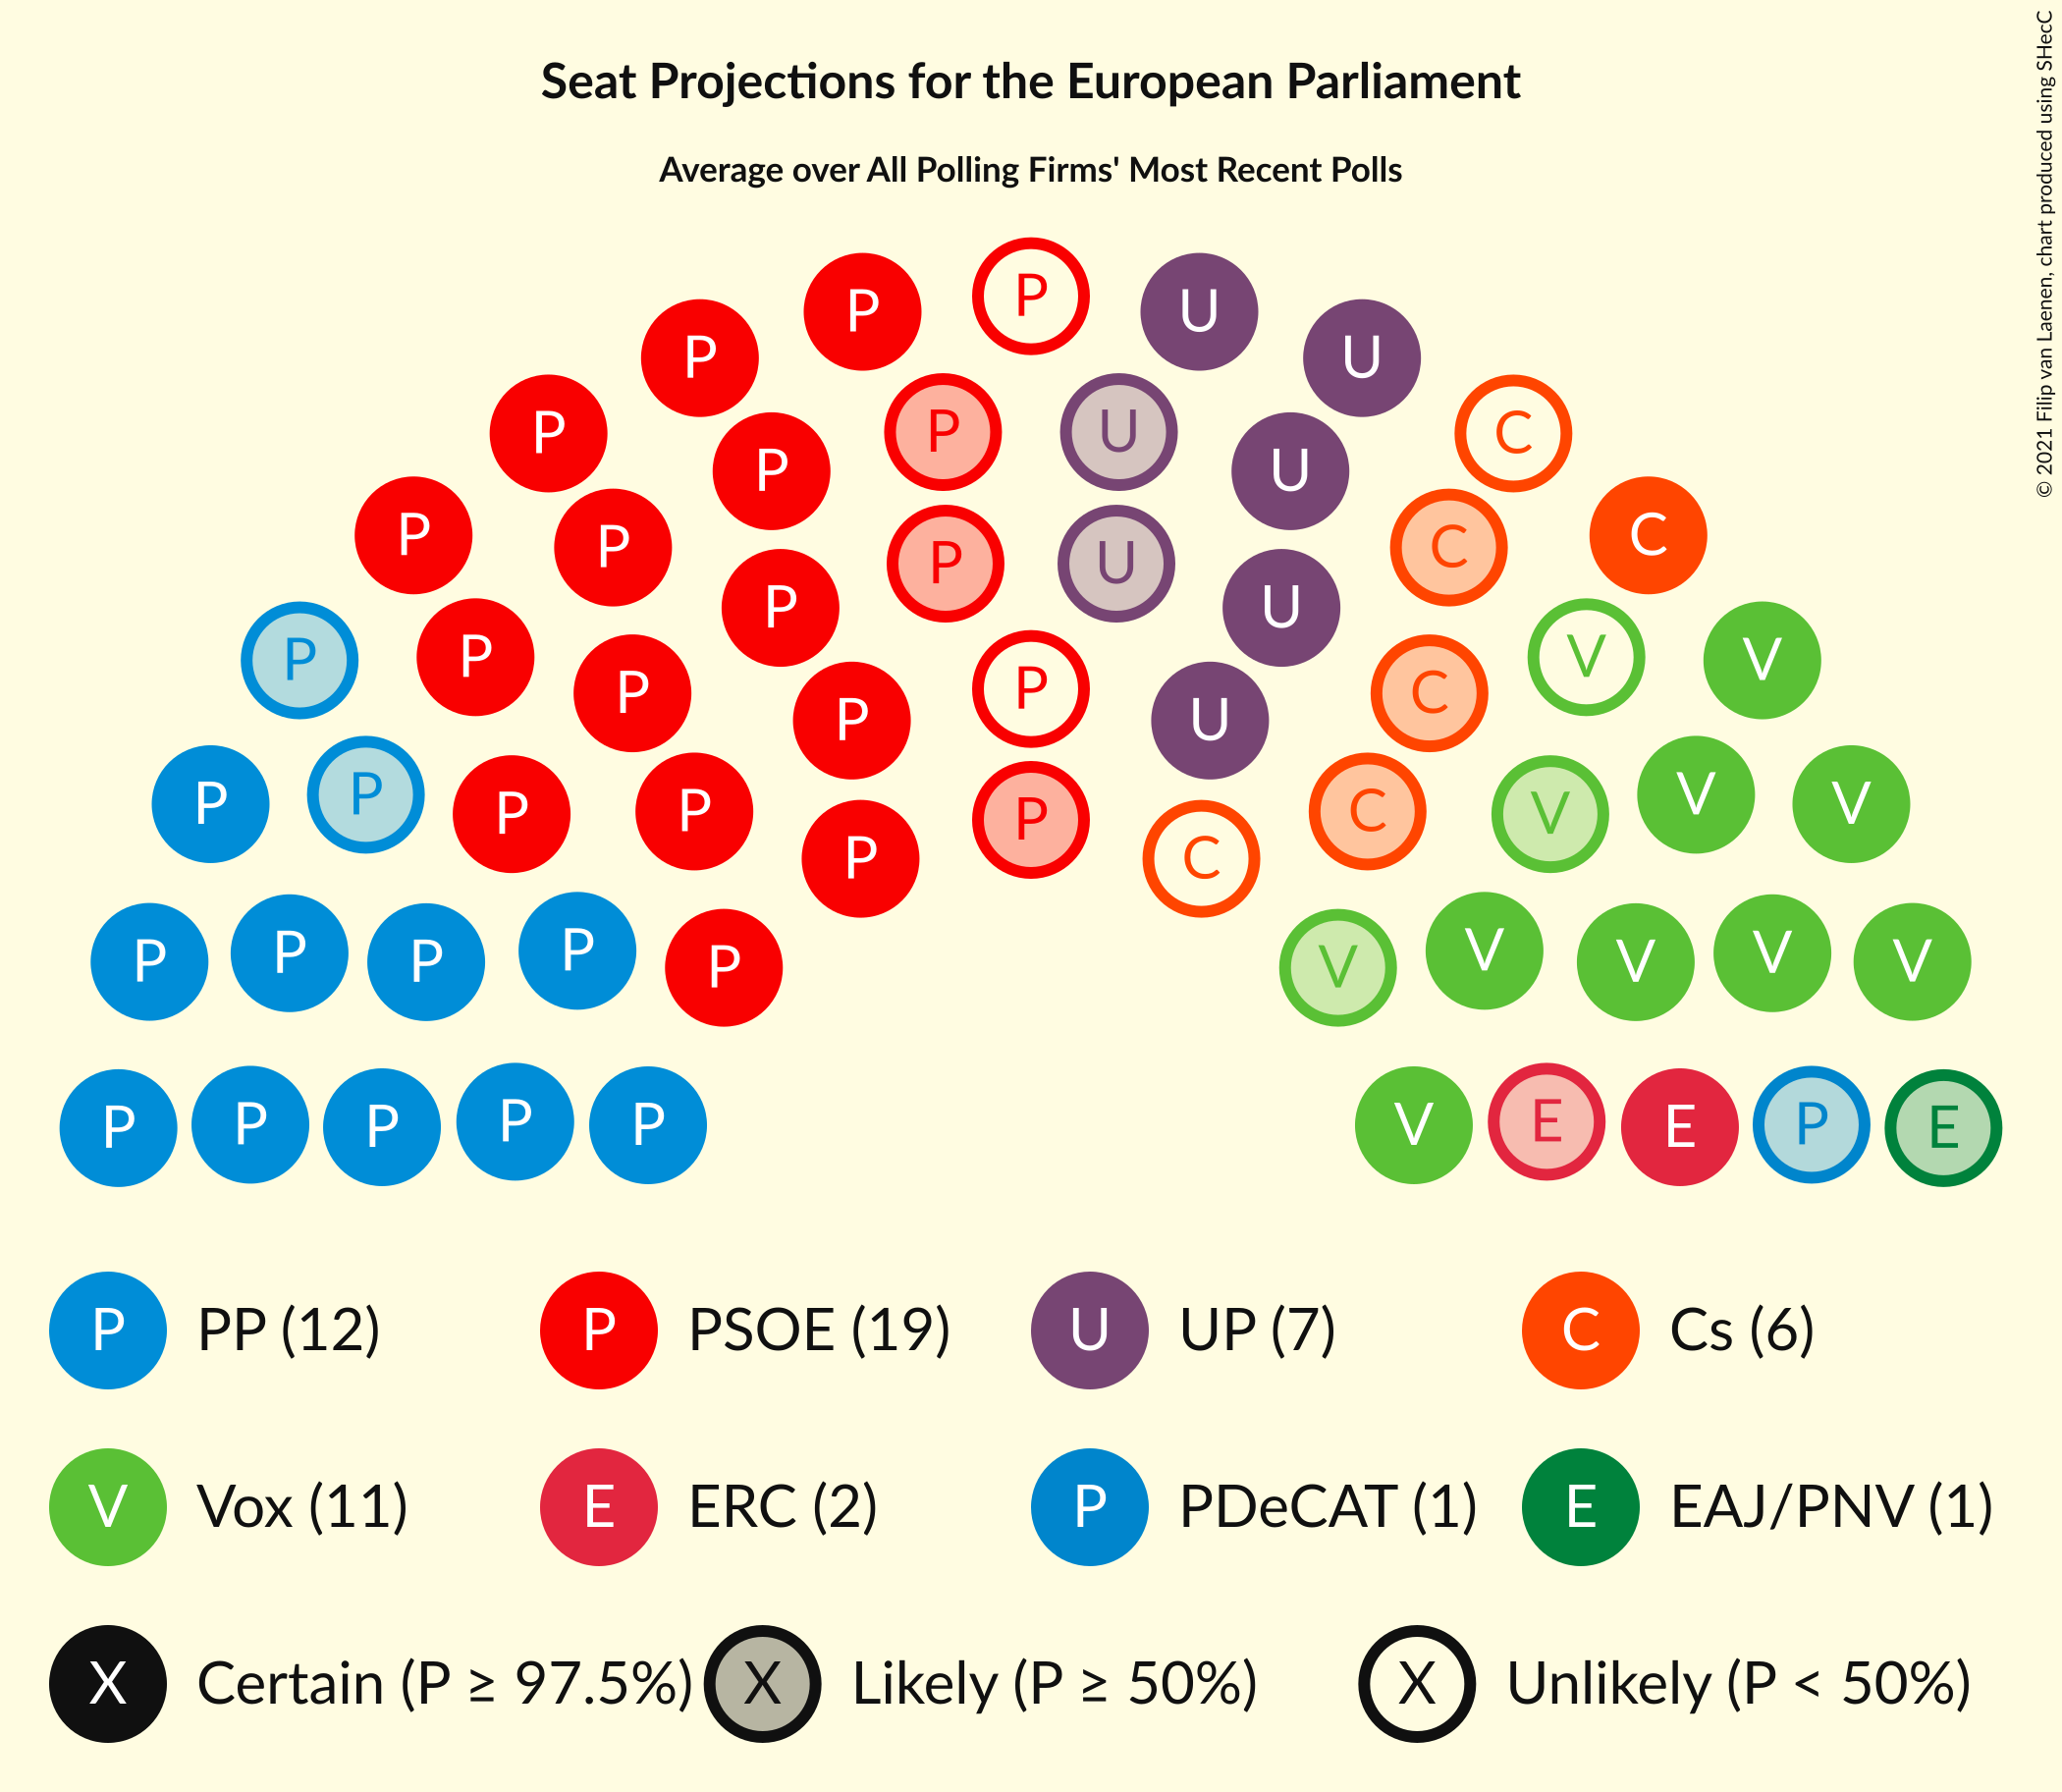 Seat Projections for the European Parliament
Average over All Polling Firms' Most Recent Polls
© 2021 Filip van Laenen, chart produced using SHecC
P
P P U U
P P U U
P P U C
P P U C C
P P P U C V V
P P P U
P P P V V V
P P P C
P C
P P P P P V V V V V
P P P P P V E E P E
P PP (12) P PSOE (19) U UP (7) C Cs (6)
V Vox (11) E ERC (2) P PDeCAT (1) E EAJ/PNV (1)
X Certain (P ≥ 97.5%) X Likely (P ≥ 50%) X Unlikely (P < 50%)